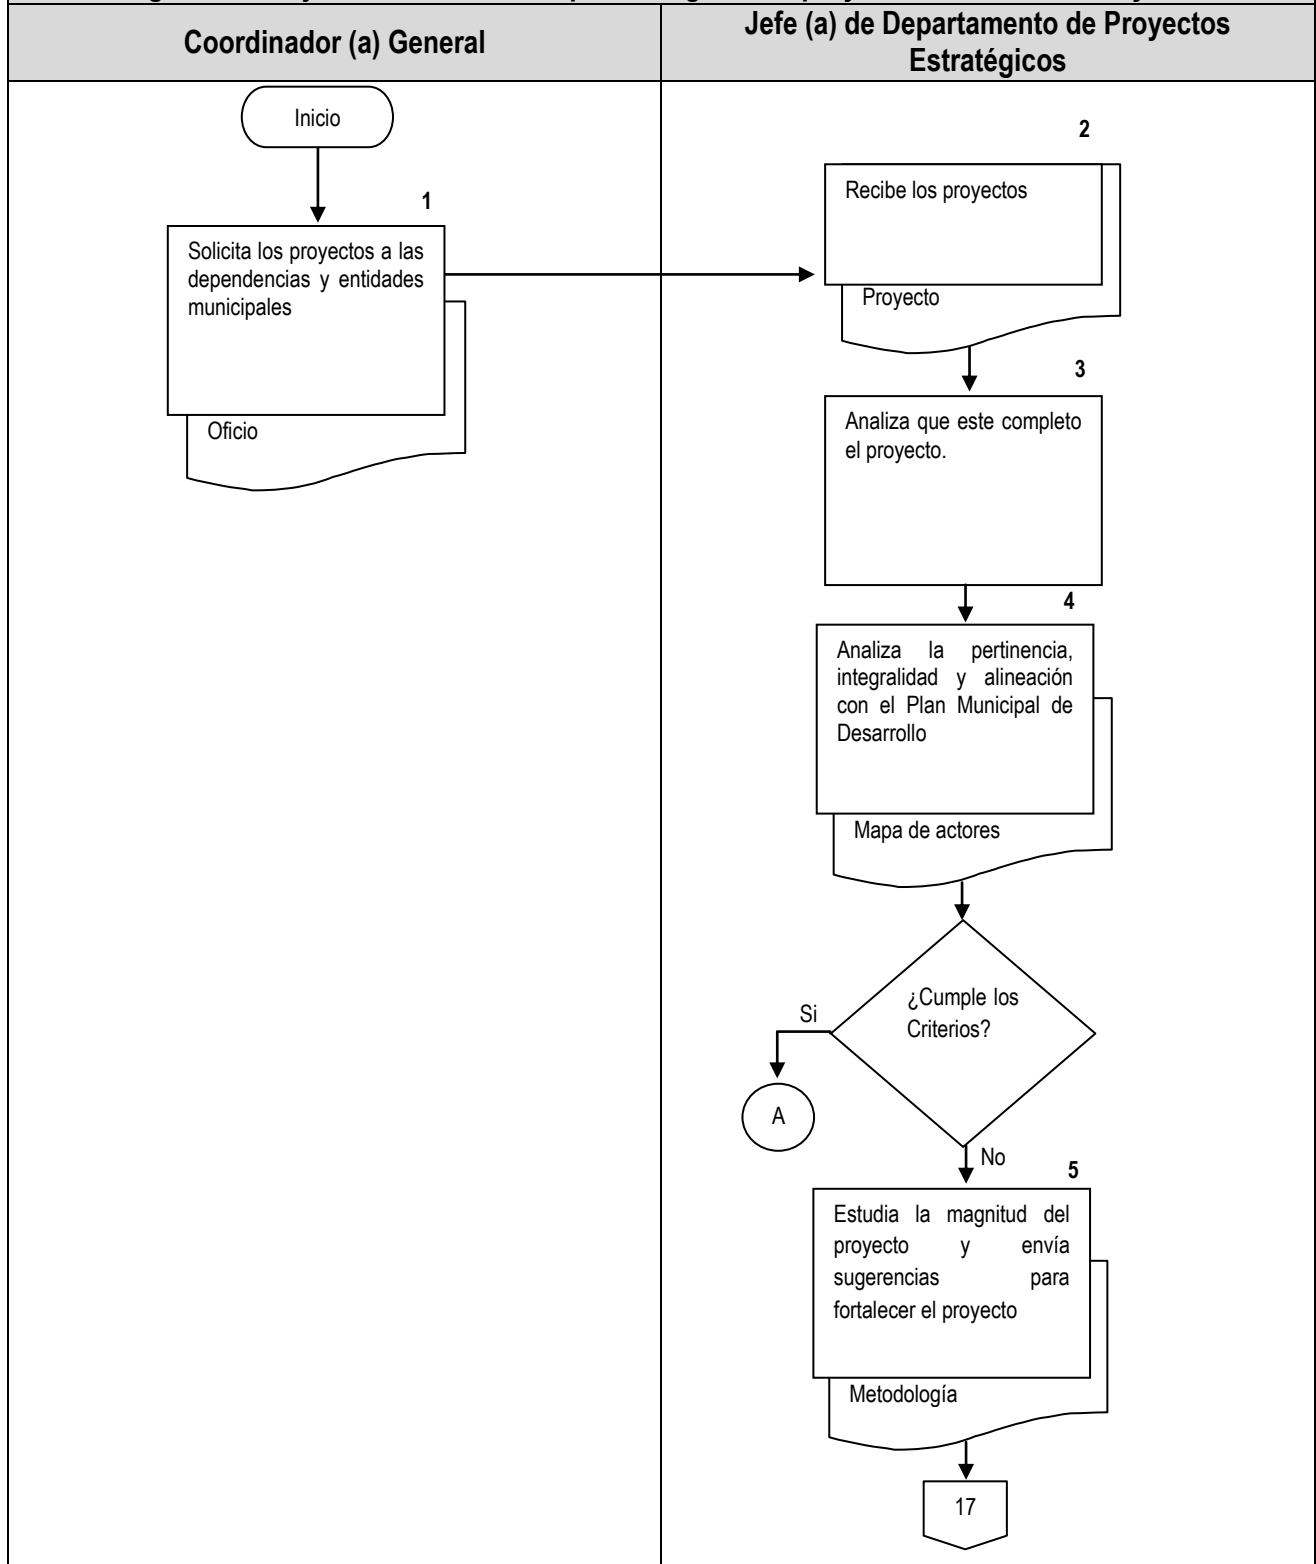 Coordinador (a) General
Jefe (a) de Departamento de Proyectos
Estratégicos
Inicio
1
Solicita los proyectos a las
dependencias y entidades
municipales
Oficio
2
Recibe los proyectos
Proyecto
3
Analiza que este completo
el proyecto.
4
Analiza la pertinencia,
integralidad y alineación
con el Plan Municipal de
Desarrollo
Mapa de actores
¿Cumple los
Criterios?
Si
A
No
5
Estudia la magnitud del
proyecto y envía
sugerencias para
fortalecer el proyecto
Metodología
17